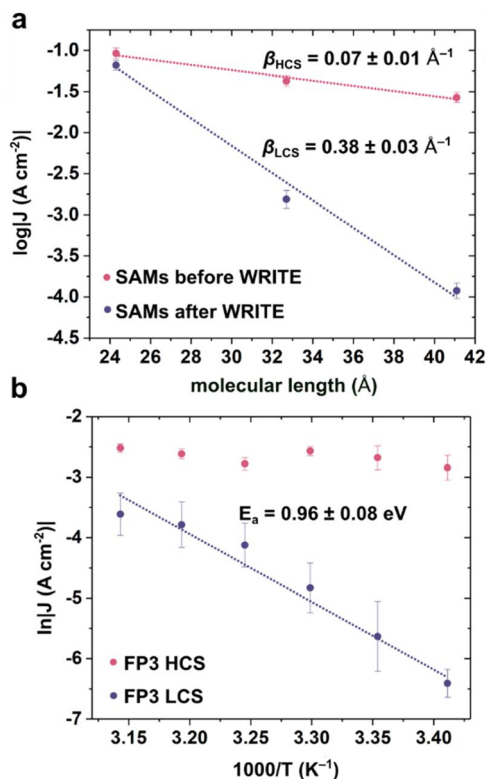 a
log|J (A cm⁻²)|
-1.0
-1.5
-2.0
-2.5
-3.0
-3.5
-4.0
-4.5
βHCS = 0.07 ± 0.01 Å⁻¹
βLCS = 0.38 ± 0.03 Å⁻¹
SAMs before WRITE
SAMs after WRITE
24 26 28 30 32 34 36 38 40 42
molecular length (Å)
b
ln|J (A cm⁻²)|
-2
-3
-4
-5
-6
-7
Ea = 0.96 ± 0.08 eV
FP3 HCS
FP3 LCS
3.15 3.20 3.25 3.30 3.35 3.40
1000/T (K⁻¹)